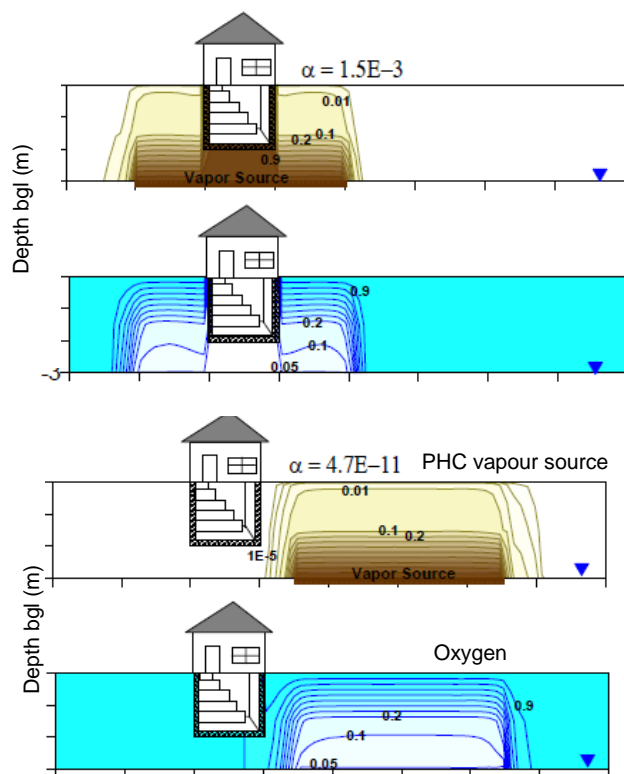 α = 1.5E−3
0.01
0.2 0.1
0.9
Vapor Source
Depth bgl (m)
0.9
0.2
0.1
0.05
α = 4.7E−11
PHC vapour source
0.01
0.1
0.2
1E-5
Vapor Source
Depth bgl (m)
Oxygen
0.9
0.2
0.1
0.05